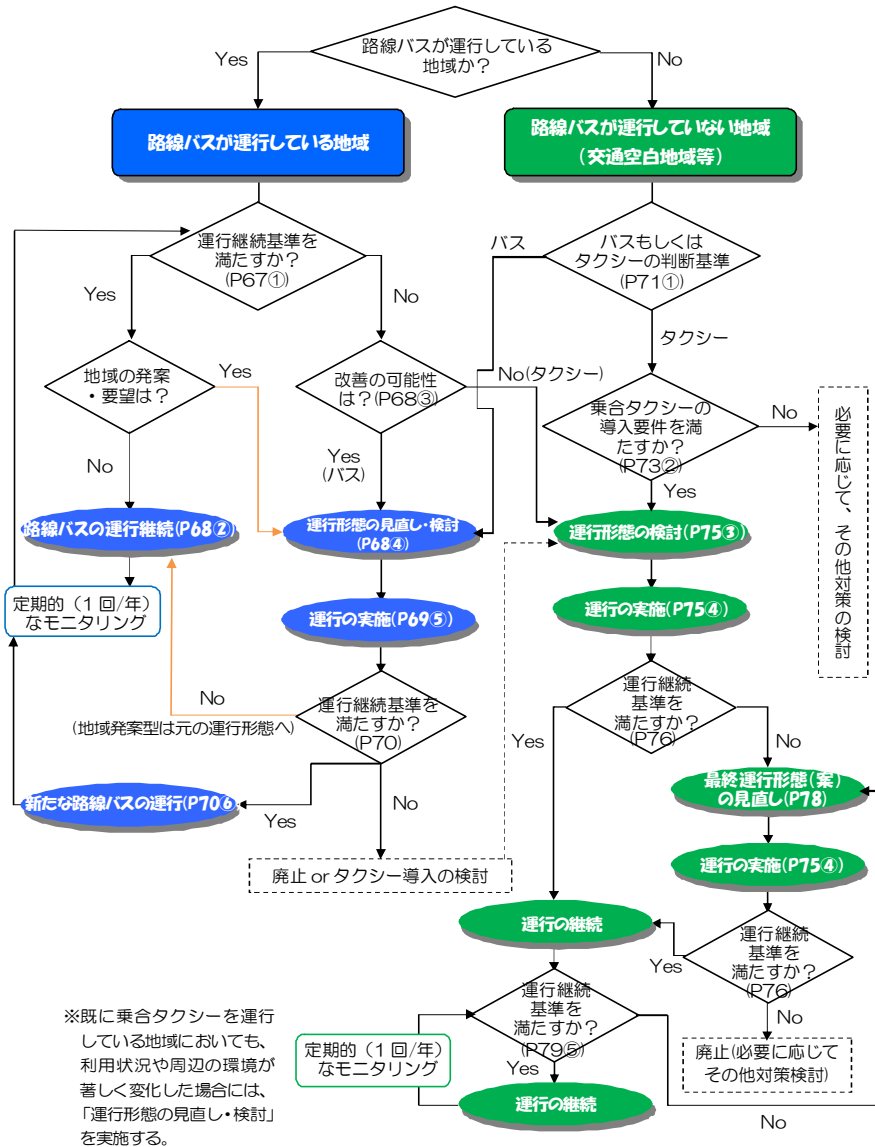 路線バスが運行している
地域か？
Yes
No
路線バスが運行している地域
路線バスが運行していない地域
（交通空白地域等）
運行継続基準を
満たすか？
(P67①)
バス
バスもしくは
タクシーの判断基準
(P71①)
Yes
No
タクシー
地域の発案
・要望は？
Yes
改善の可能性
は？(P68③)
No(タクシー)
乗合タクシーの
導入要件を満
たすか？
(P73②)
No
必要に応じて、その他対策の検討
No
Yes
(バス)
Yes
路線バスの運行継続(P68②)
運行形態の見直し・検討
(P68④)
運行形態の検討(P75③)
定期的（1回/年）
なモニタリング
運行の実施(P69⑤)
運行の実施(P75④)
No
(地域発案型は元の運行形態へ)
運行継続基準を
満たすか？
(P70)
運行継続
基準を
満たすか？
(P76)
Yes
No
新たな路線バスの運行(P70⑥
Yes
No
最終運行形態(案)
の見直し(P78)
廃止 or タクシー導入の検討
運行の実施(P75④)
運行の継続
Yes
運行継続
基準を
満たすか？
(P76)
No
※既に乗合タクシーを運行
している地域においても、
利用状況や周辺の環境が
著しく変化した場合には、
「運行形態の見直し・検討」
を実施する。
定期的（1回/年）
なモニタリング
運行継続
基準を
満たすか？
(P79⑤)
Yes
廃止(必要に応じて
その他対策検討)
運行の継続
No